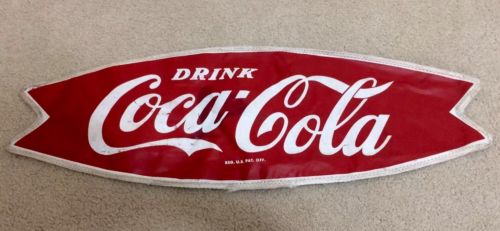 DRINK
Coca-Cola
REG. U.S. PAT. OFF.